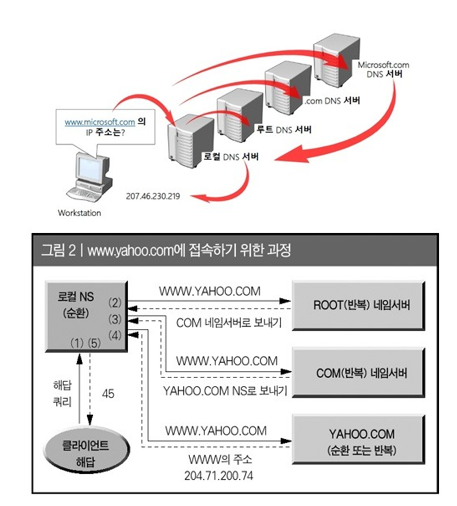 Microsoft.com
DNS 서버
.com DNS 서버
www.microsoft.com 의
IP 주소는?
루트 DNS 서버
로컬 DNS 서버
207.46.230.219
Workstation
그림 2 | www.yahoo.com에 접속하기 위한 과정
로컬 NS
(순환)
(2)
(3)
(4)
(1) (5)
WWW.YAHOO.COM
COM 네임서버로 보내기
ROOT(반복) 네임서버
WWW.YAHOO.COM
YAHOO.COM NS로 보내기
COM(반복) 네임서버
해답
쿼리
45
WWW.YAHOO.COM
WWW의 주소
204.71.200.74
YAHOO.COM
(순환 또는 반복)
클라이언트
해답